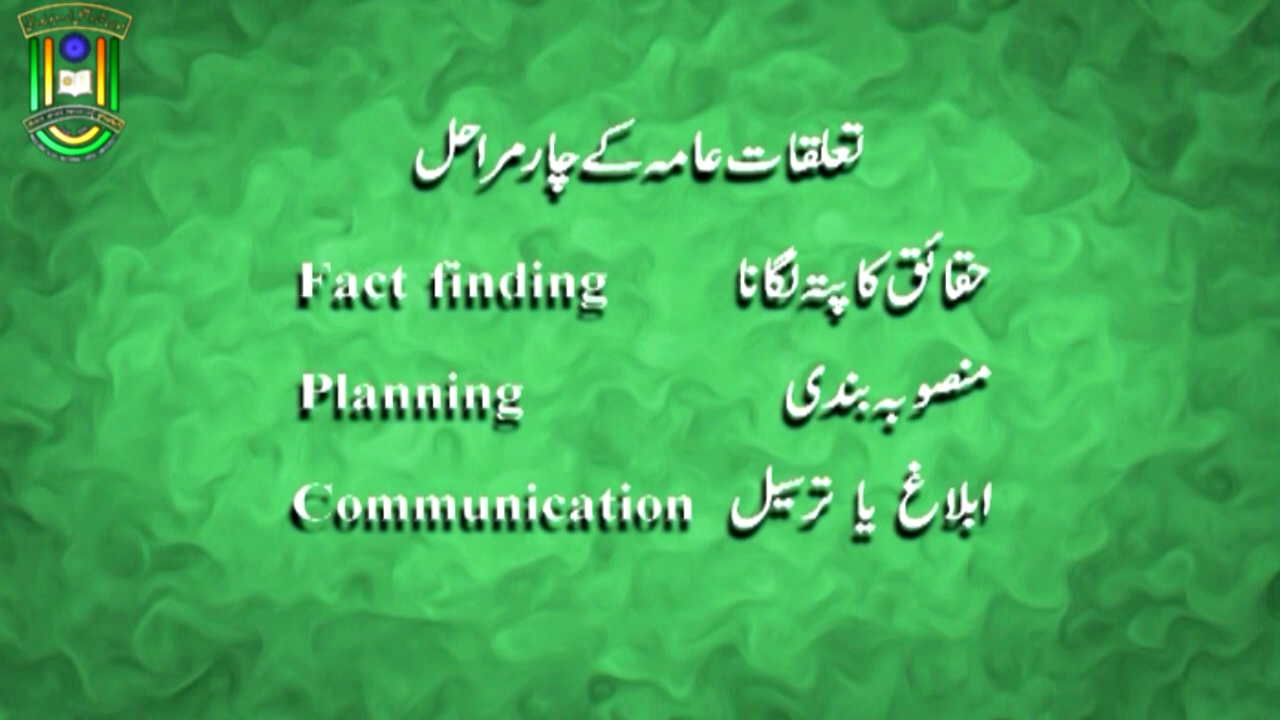 تعلقات عامہ کے چار مراحل
حقائق کا پتہ لگانا Fact finding
منصوبہ بندی Planning
ابلاغ یا ترسیل Communication